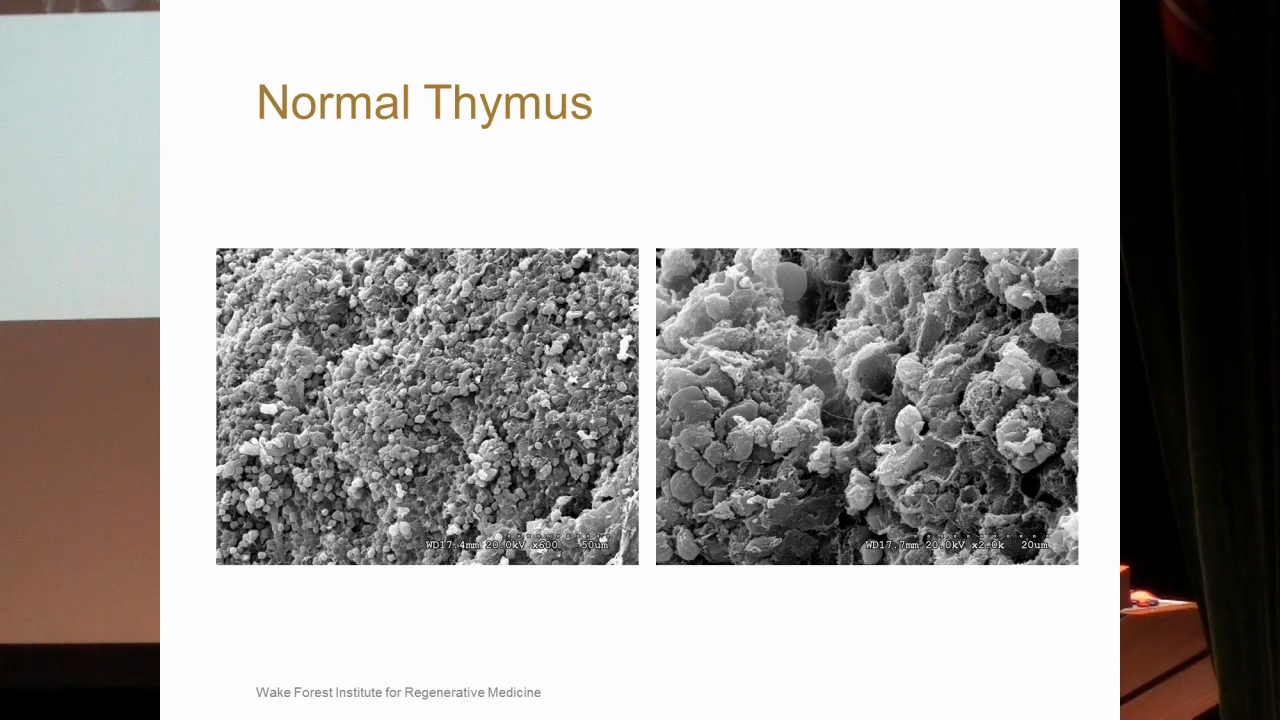 Normal Thymus
WD17.4mm 20.0kV x600 50um
WD17.7mm 20.0kV x2.0k 20um
Wake Forest Institute for Regenerative Medicine